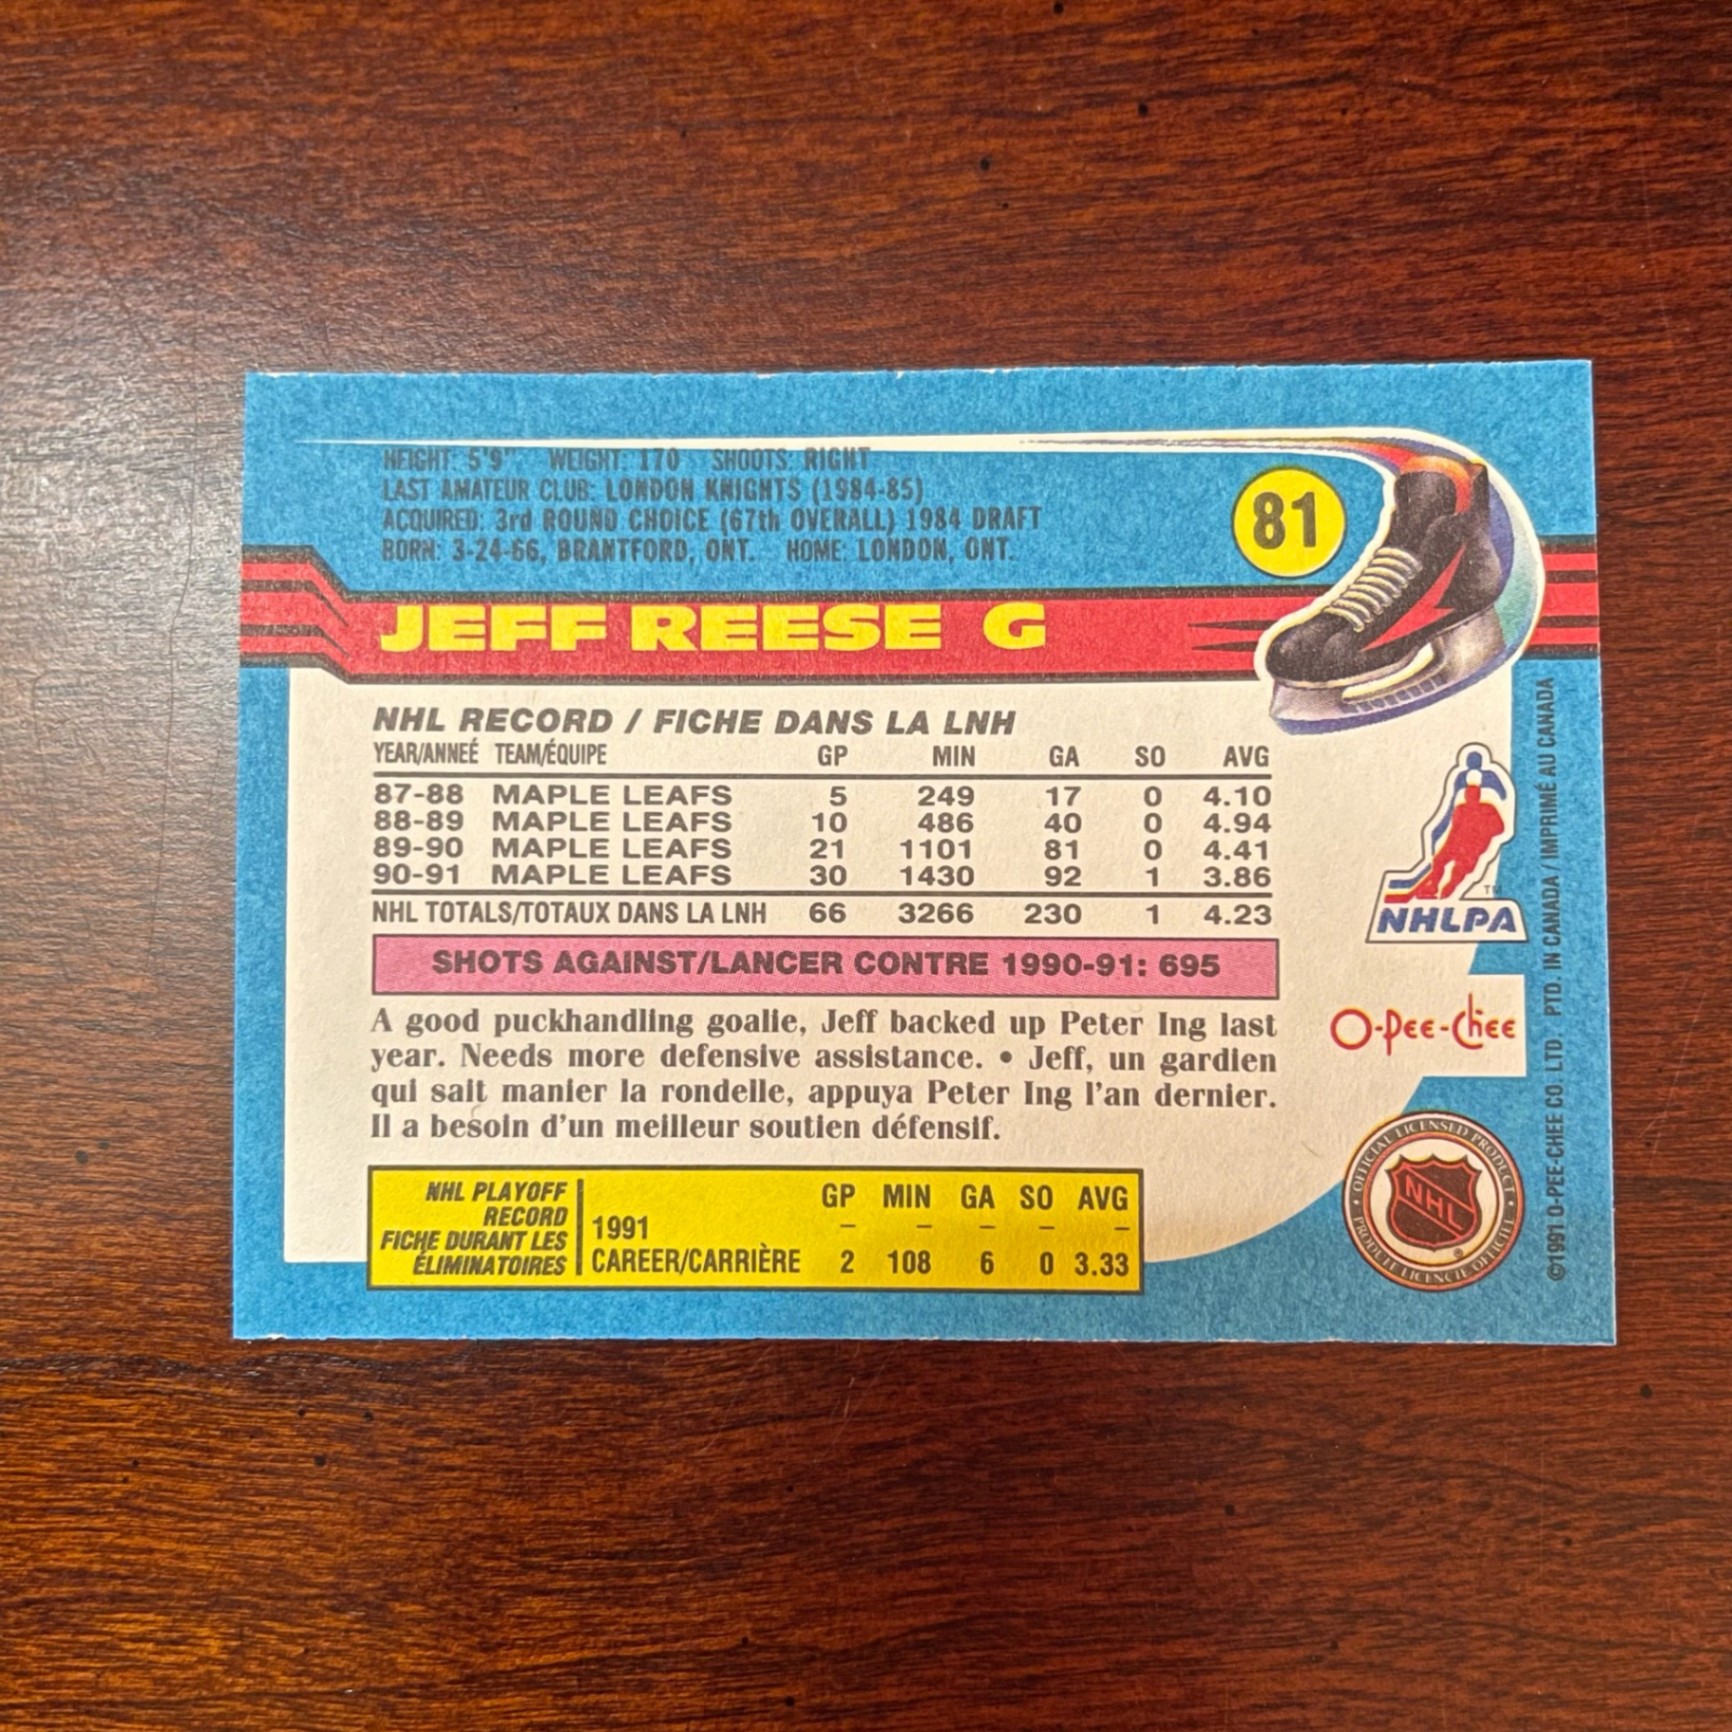 HEIGHT: 5'9" WEIGHT: 170 SHOOTS: RIGHT
LAST AMATEUR CLUB: LONDON KNIGHTS (1984-85)
ACQUIRED: 3rd ROUND CHOICE (67th OVERALL) 1984 DRAFT
BORN: 3-24-66, BRANTFORD, ONT. HOME: LONDON, ONT.
81
JEFF REESE G
NHL RECORD / FICHE DANS LA LNH
YEAR/ANNEÉ TEAM/ÉQUIPE GP MIN GA SO AVG
87-88 MAPLE LEAFS 5 249 17 0 4.10
88-89 MAPLE LEAFS 10 486 40 0 4.94
89-90 MAPLE LEAFS 21 1101 81 0 4.41
90-91 MAPLE LEAFS 30 1430 92 1 3.86
NHL TOTALS/TOTAUX DANS LA LNH 66 3266 230 1 4.23
SHOTS AGAINST/LANCER CONTRE 1990-91: 695
A good puckhandling goalie, Jeff backed up Peter Ing last
year. Needs more defensive assistance. • Jeff, un gardien
qui sait manier la rondelle, appuya Peter Ing l'an dernier.
Il a besoin d'un meilleur soutien défensif.
NHL PLAYOFF
RECORD
FICHE DURANT LES
ÉLIMINATOIRES
GP MIN GA SO AVG
1991 – – – – –
CAREER/CARRIÈRE 2 108 6 0 3.33
TM
NHLPA
O-Pee-Chee
OFFICIAL LICENSED PRODUCT
NHL
®
PRODUIT LICENCIÉ OFFICIEL
©1991 O-PEE-CHEE CO. LTD. PTD. IN CANADA / IMPRIMÉ AU CANADA